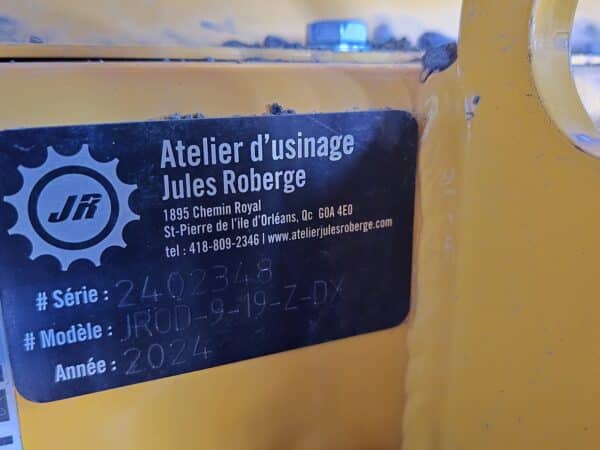 JR
Atelier d'usinage
Jules Roberge
1895 Chemin Royal
St-Pierre de l'ile d'Orléans, Qc G0A 4E0
tel : 418-809-2346 | www.atelierjulesroberge.com
# Série : 2402348
# Modèle : JROD-9-19-Z-DX
Année : 2024